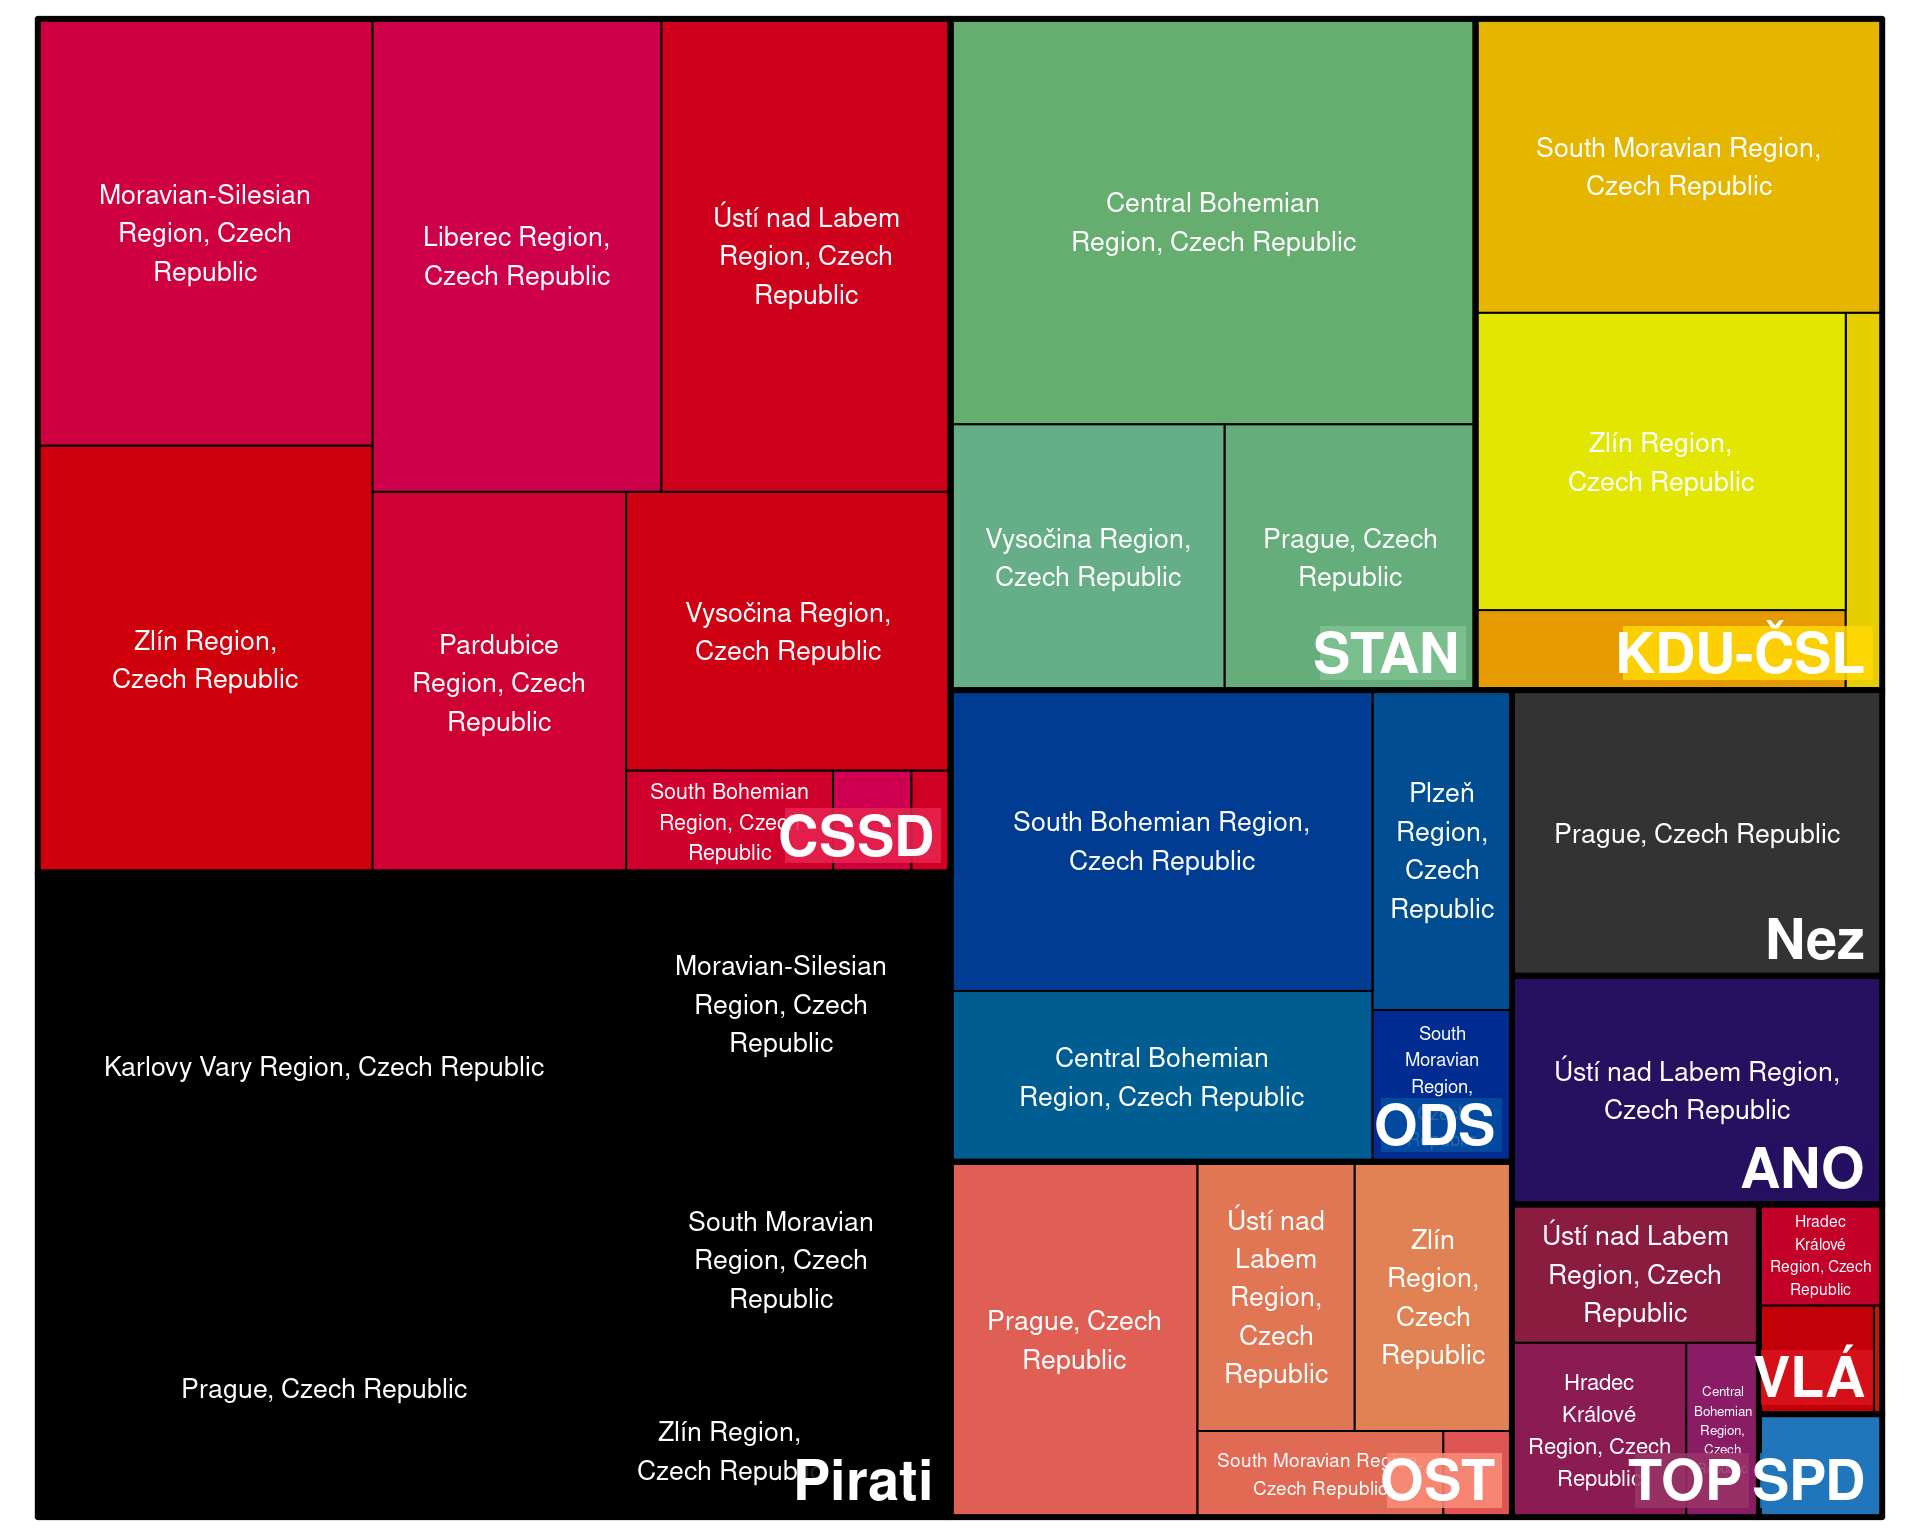 Moravian-Silesian
Region, Czech
Republic
Liberec Region,
Czech Republic
Ústí nad Labem
Region, Czech
Republic
Zlín Region,
Czech Republic
Pardubice
Region, Czech
Republic
Vysočina Region,
Czech Republic
South Bohemian
Region, Czech
Republic
CSSD
Karlovy Vary Region, Czech Republic
Moravian-Silesian
Region, Czech
Republic
Prague, Czech Republic
South Moravian
Region, Czech
Republic
Zlín Region,
Czech Republic
Pirati
Central Bohemian
Region, Czech Republic
Vysočina Region,
Czech Republic
Prague, Czech
Republic
STAN
South Moravian Region,
Czech Republic
Zlín Region,
Czech Republic
KDU-ČSL
South Bohemian Region,
Czech Republic
Plzeň
Region,
Czech
Republic
Central Bohemian
Region, Czech Republic
South
Moravian
Region,
ODS
Prague, Czech Republic
Nez
Ústí nad Labem Region,
Czech Republic
ANO
Prague, Czech
Republic
Ústí nad
Labem
Region,
Czech
Republic
Zlín
Region,
Czech
Republic
South Moravian Region,
Czech Republic
OST
Ústí nad Labem
Region, Czech
Republic
Hradec
Králové
Region, Czech
Republic
Central
Bohemian
Region,
Czech
TOP
Hradec
Králové
Region, Czech
Republic
VLÁ
SPD